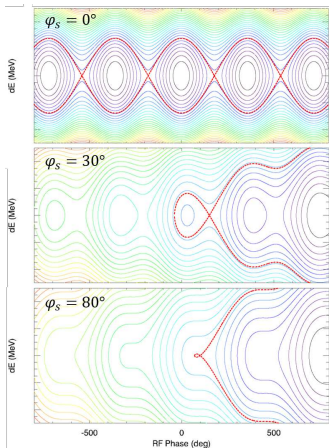 φs = 0°
dE (MeV)
φs = 30°
dE (MeV)
φs = 80°
dE (MeV)
-500 0 500
RF Phase (deg)